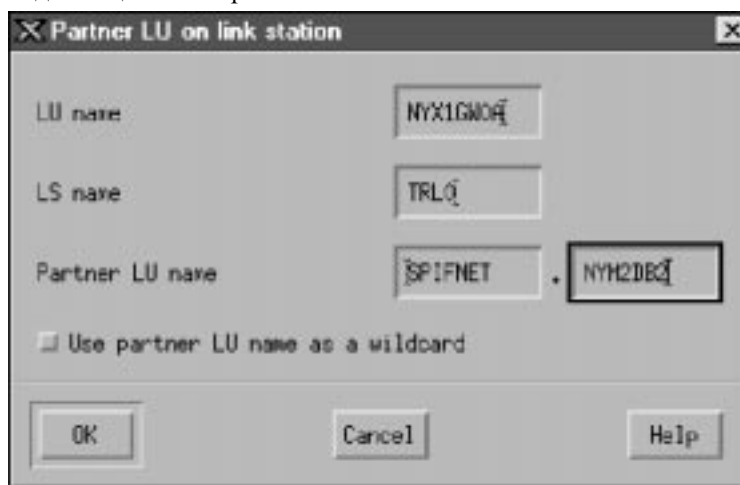 Partner LU on link station
LU name NYX1GW0A
LS name TRL0
Partner LU name SPIFNET . NYM2DB2
Use partner LU name as a wildcard
OK Cancel Help